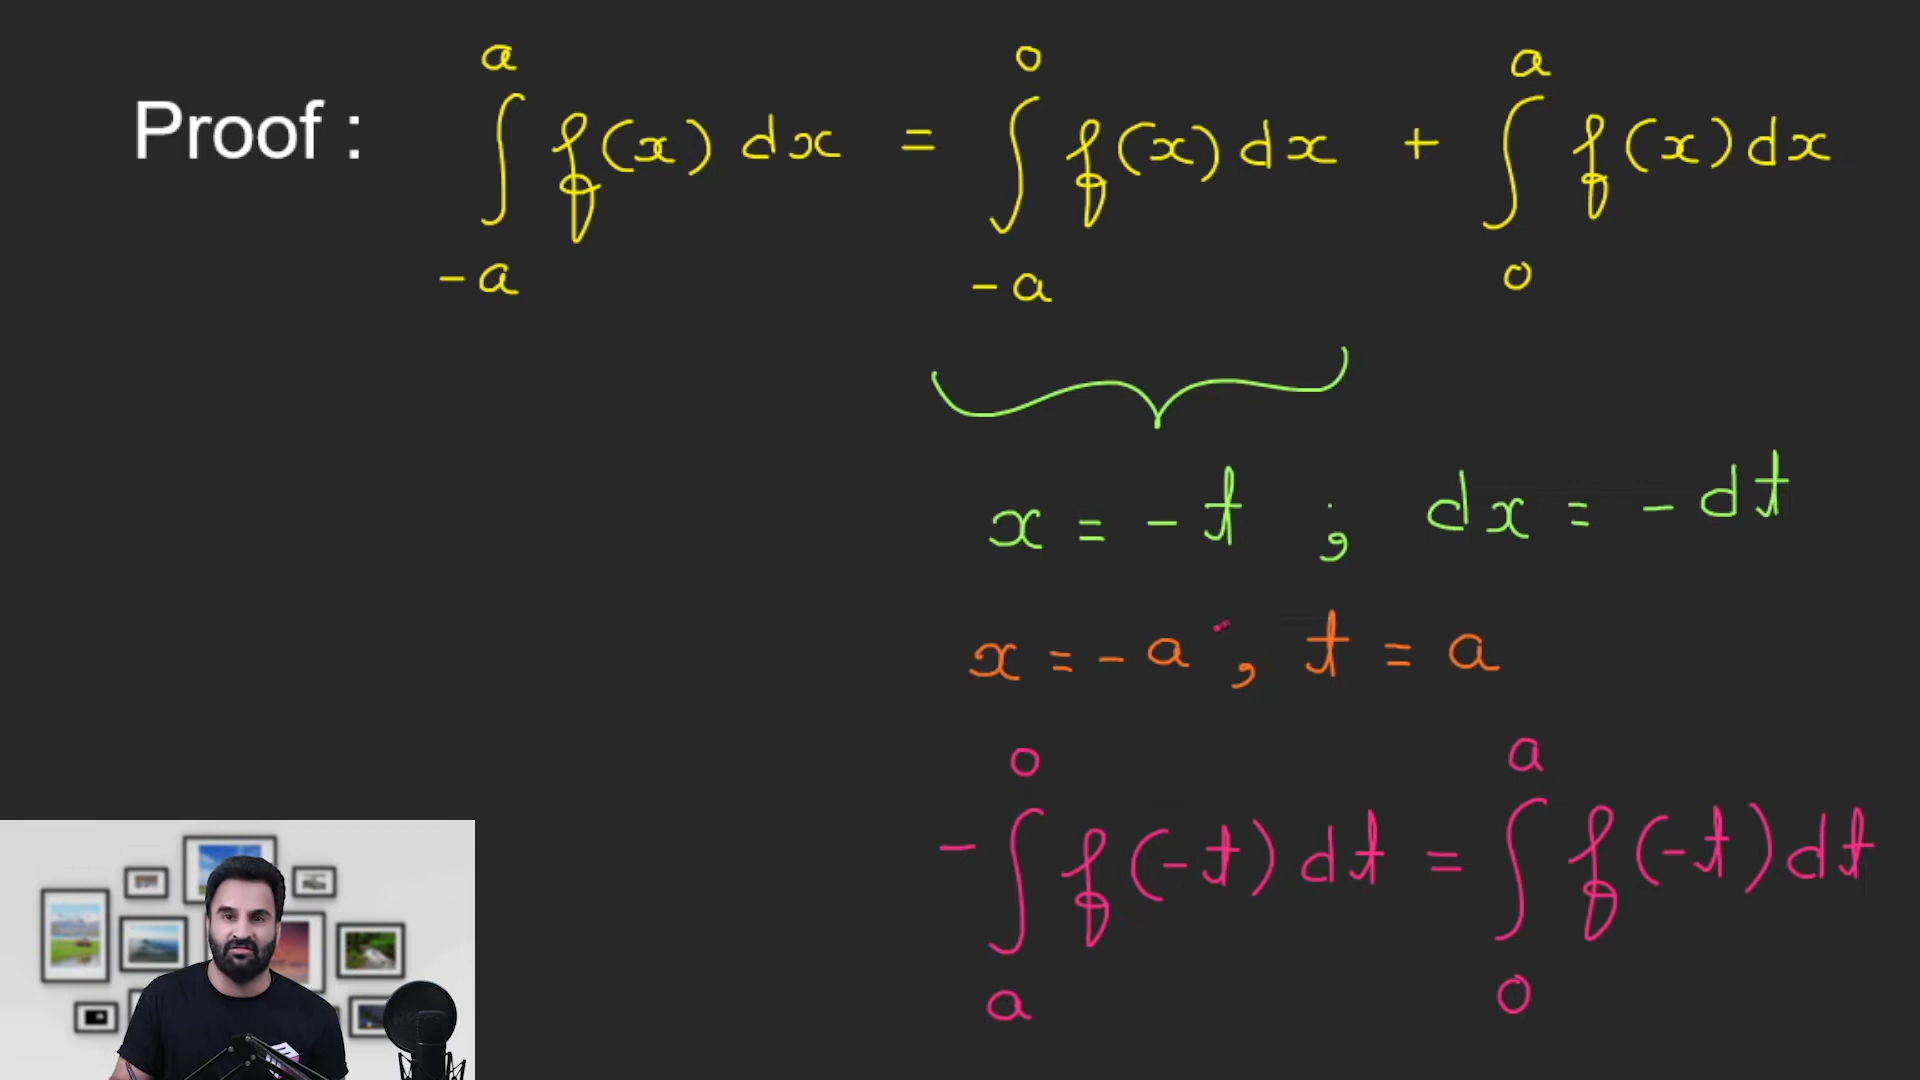 Proof : ∫_{-a}^{a} f(x) dx = ∫_{-a}^{0} f(x) dx + ∫_{0}^{a} f(x) dx
x = - t ; dx = - dt
x = - a , t = a
- ∫_{a}^{0} f(-t) dt = ∫_{0}^{a} f(-t) dt